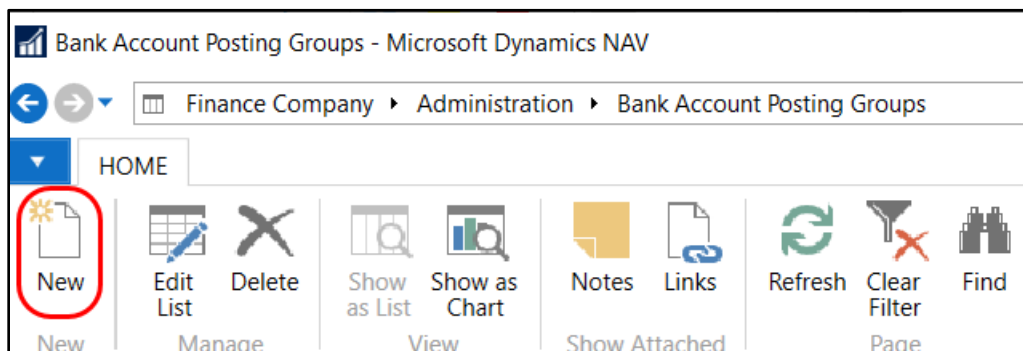 Bank Account Posting Groups - Microsoft Dynamics NAV
Finance Company ▸ Administration ▸ Bank Account Posting Groups
HOME
New
Edit List
Delete
Show as List
Show as Chart
Notes
Links
Refresh
Clear Filter
Find
New
Manage
View
Show Attached
Page